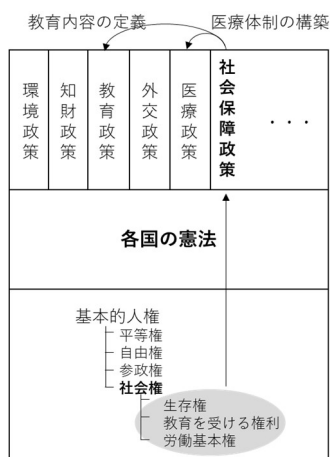 教育内容の定義
医療体制の構築
環境政策
知財政策
教育政策
外交政策
医療政策
社会保障政策
・・・
各国の憲法
基本的人権
平等権
自由権
参政権
社会権
生存権
教育を受ける権利
労働基本権